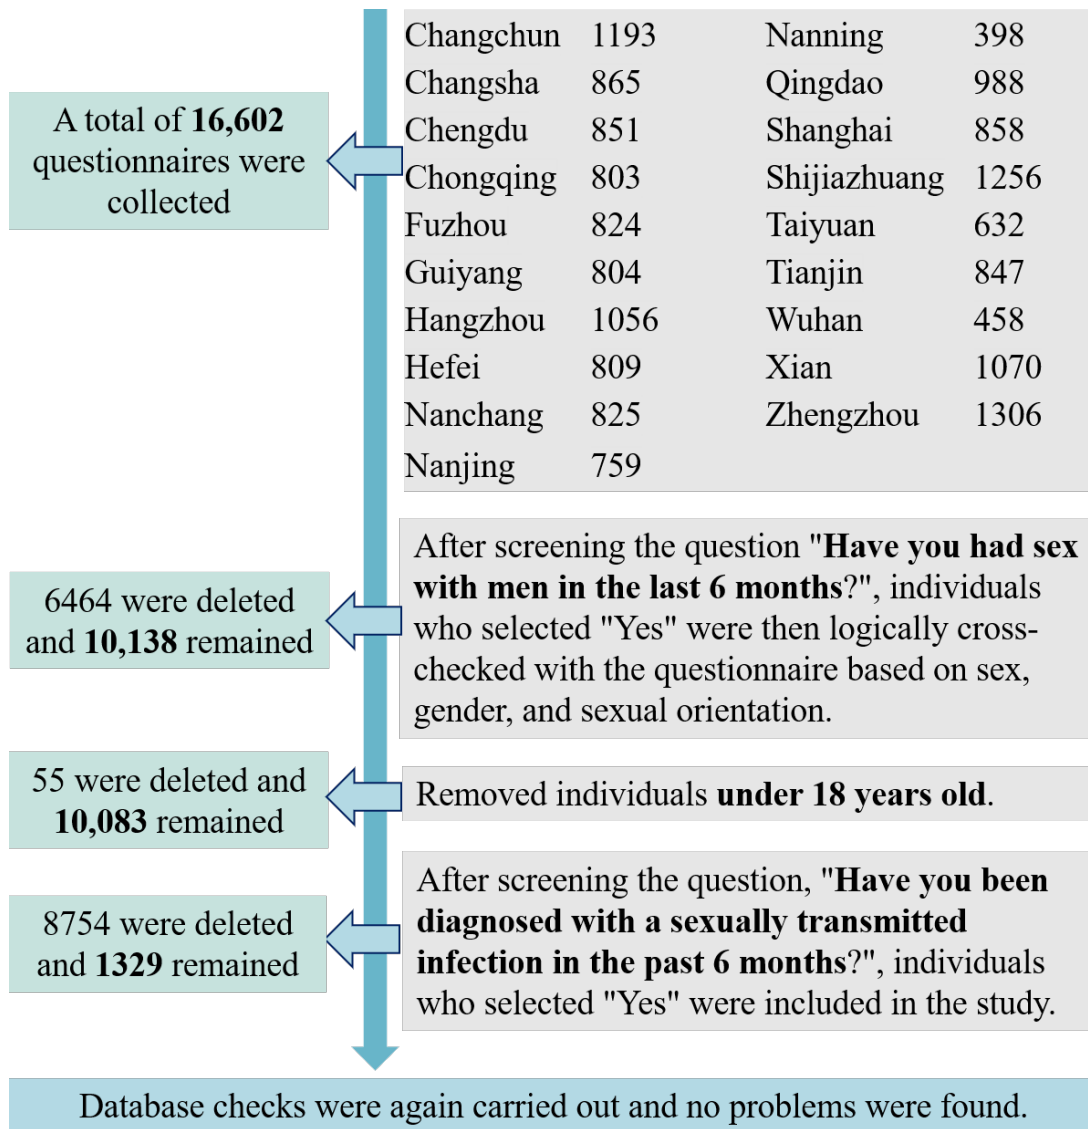 Changchun 1193 Nanning 398
Changsha 865 Qingdao 988
Chengdu 851 Shanghai 858
Chongqing 803 Shijiazhuang 1256
Fuzhou 824 Taiyuan 632
Guiyang 804 Tianjin 847
Hangzhou 1056 Wuhan 458
Hefei 809 Xian 1070
Nanchang 825 Zhengzhou 1306
Nanjing 759
A total of 16,602
questionnaires were
collected
After screening the question "Have you had sex
with men in the last 6 months?", individuals
who selected "Yes" were then logically cross-
checked with the questionnaire based on sex,
gender, and sexual orientation.
6464 were deleted
and 10,138 remained
Removed individuals under 18 years old.
55 were deleted and
10,083 remained
After screening the question, "Have you been
diagnosed with a sexually transmitted
infection in the past 6 months?", individuals
who selected "Yes" were included in the study.
8754 were deleted
and 1329 remained
Database checks were again carried out and no problems were found.